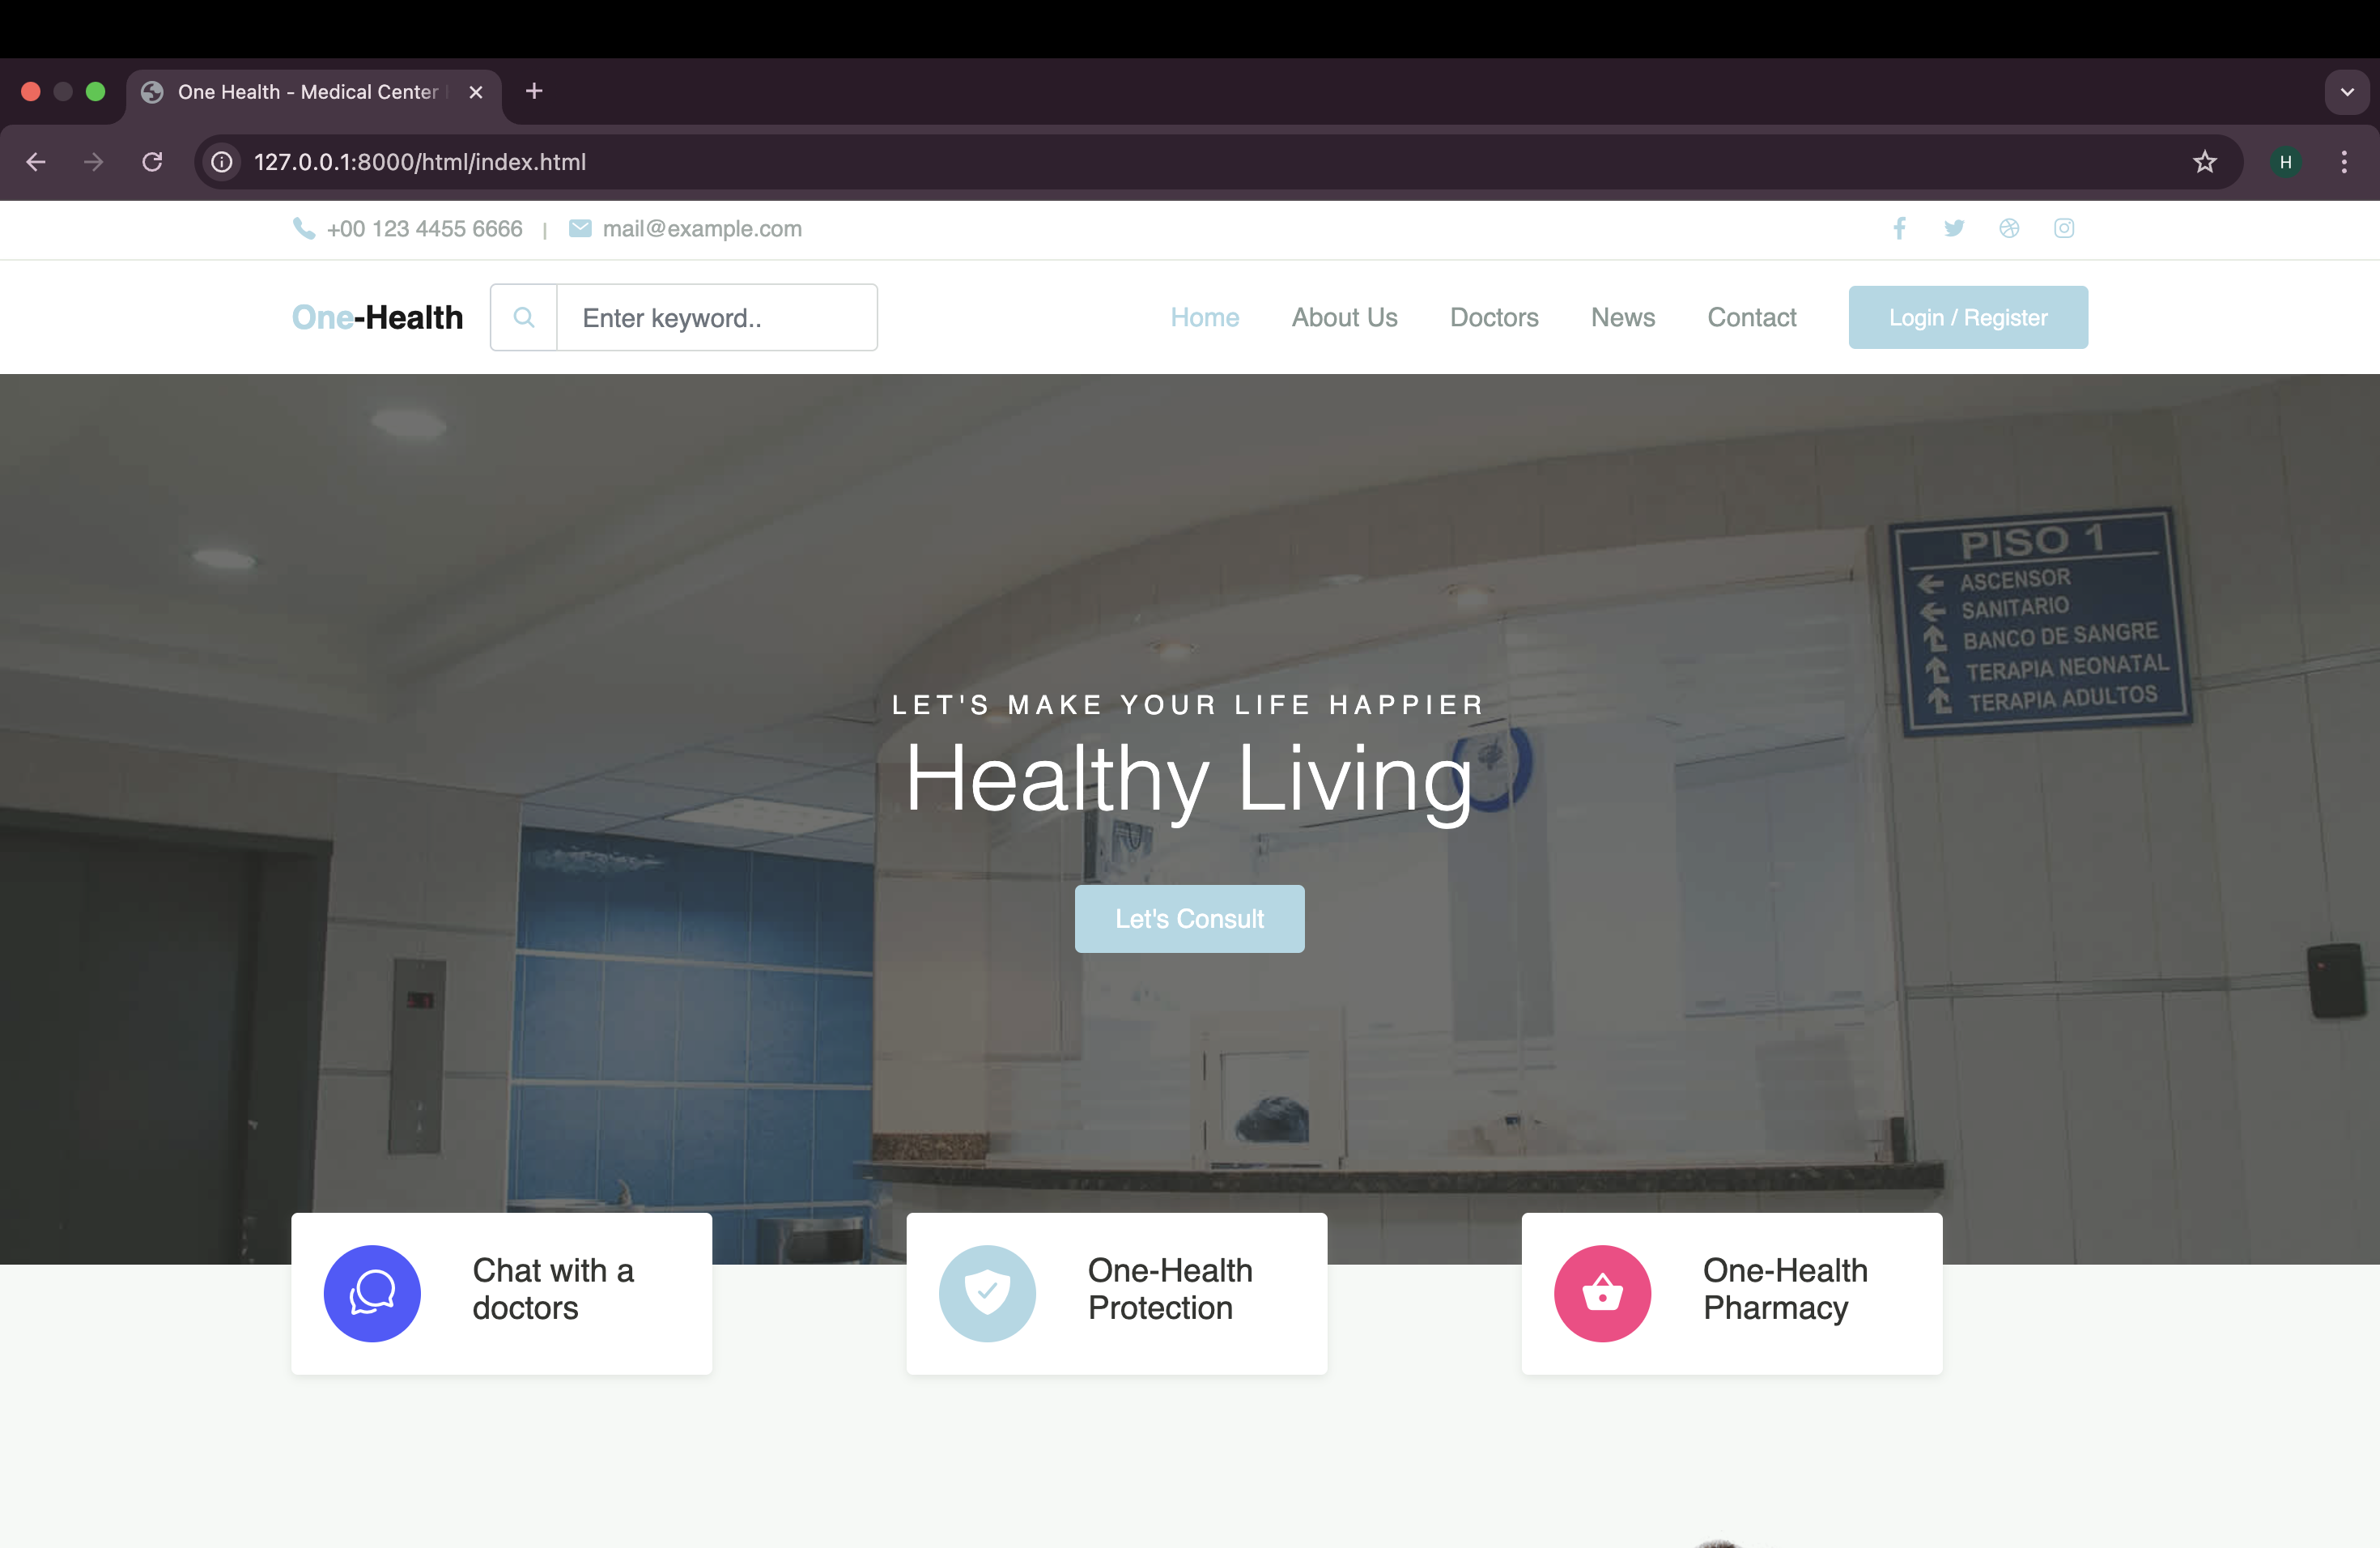 One Health - Medical Center
127.0.0.1:8000/html/index.html
H
+00 123 4455 6666 | mail@example.com
One-Health
Enter keyword..
Home About Us Doctors News Contact Login / Register
PISO 1
ASCENSOR
SANITARIO
BANCO DE SANGRE
TERAPIA NEONATAL
TERAPIA ADULTOS
LET'S MAKE YOUR LIFE HAPPIER
Healthy Living
Let's Consult
Chat with a
doctors
One-Health
Protection
One-Health
Pharmacy